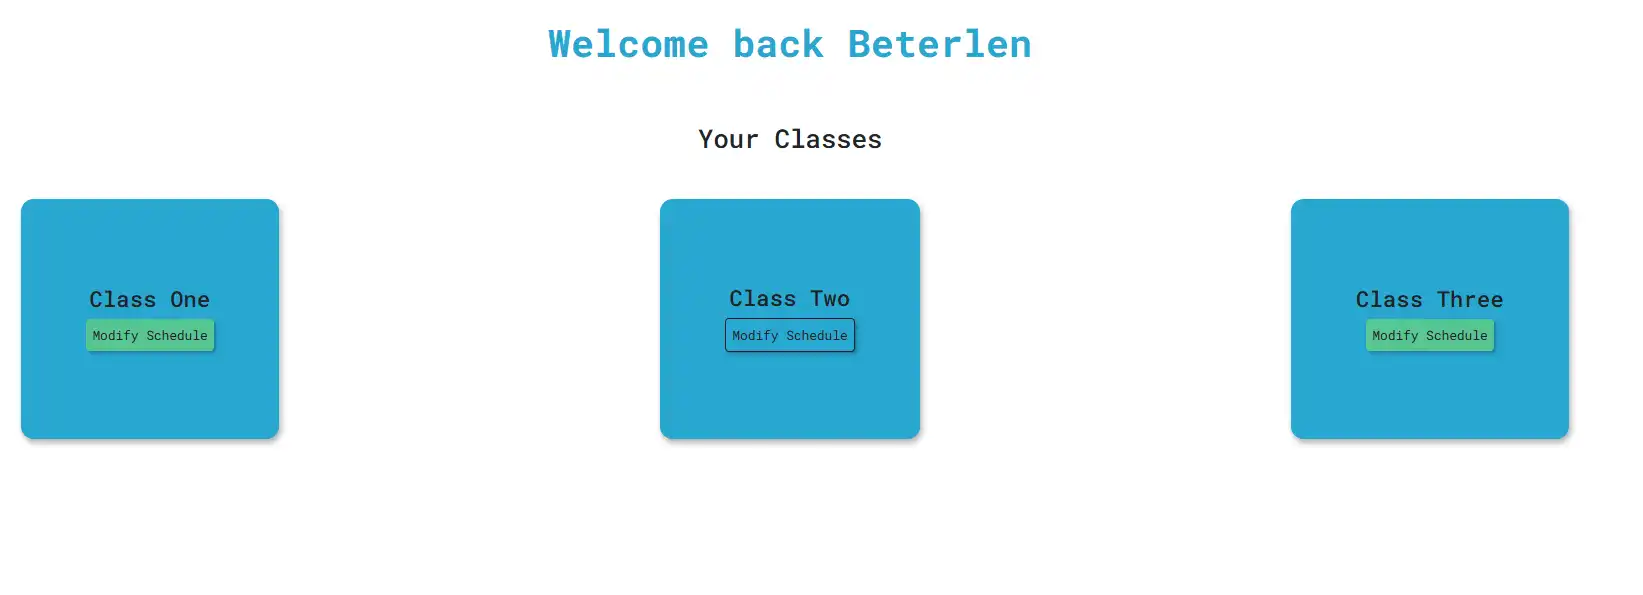 Welcome back Beterlen
Your Classes
Class One
Modify Schedule
Class Two
Modify Schedule
Class Three
Modify Schedule